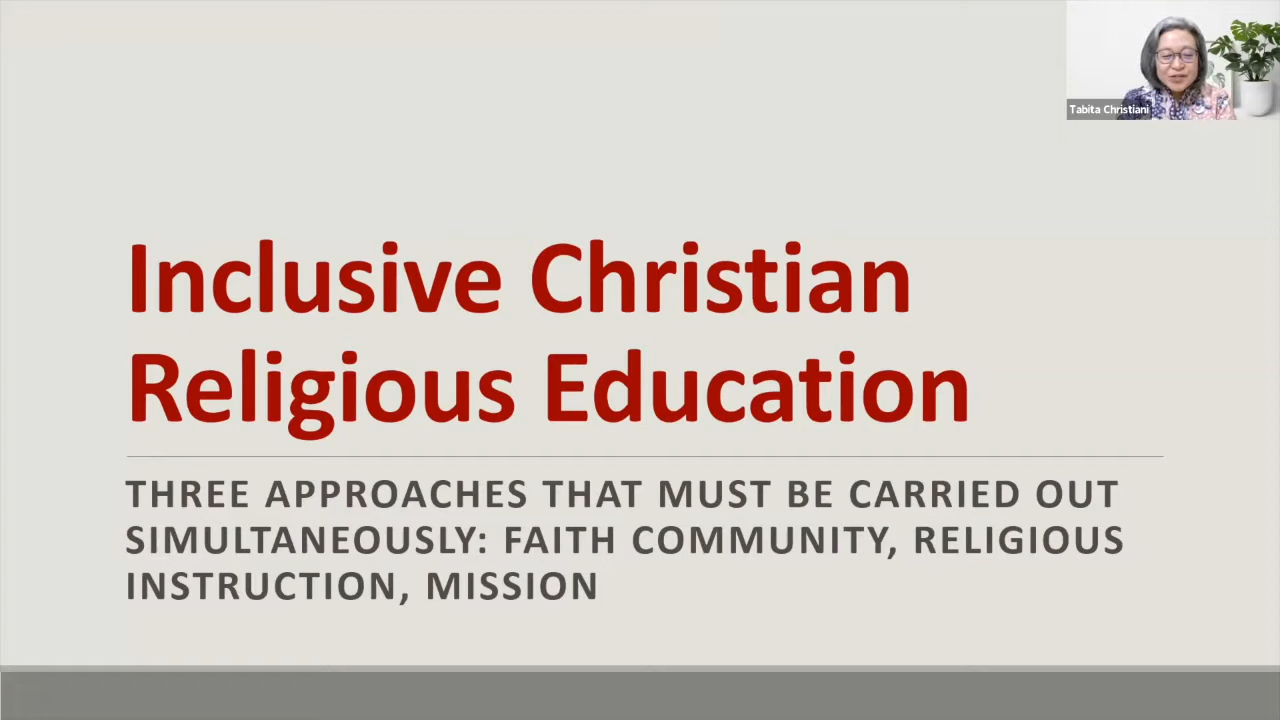 Tabita Christiani
Inclusive Christian
Religious Education
THREE APPROACHES THAT MUST BE CARRIED OUT
SIMULTANEOUSLY: FAITH COMMUNITY, RELIGIOUS
INSTRUCTION, MISSION